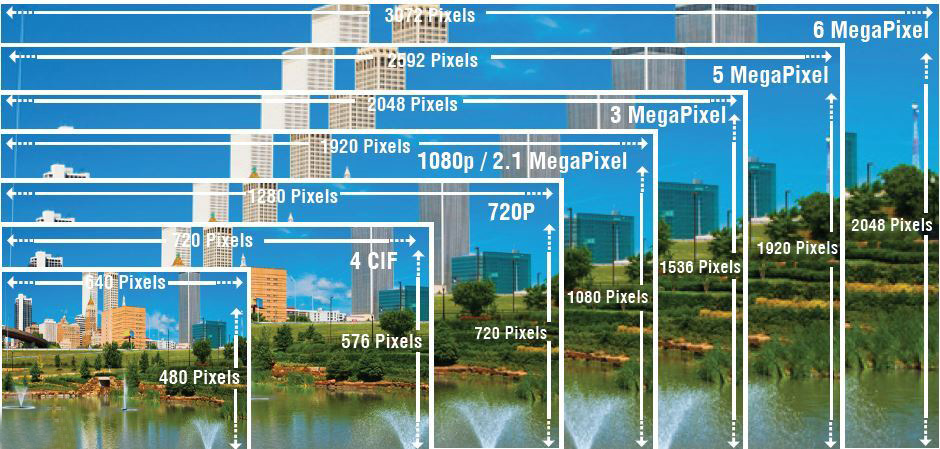 3072 Pixels
6 MegaPixel
2592 Pixels
5 MegaPixel
2048 Pixels
3 MegaPixel
1920 Pixels
1080p / 2.1 MegaPixel
1280 Pixels
720P
720 Pixels
4 CIF
640 Pixels
480 Pixels
576 Pixels
720 Pixels
1080 Pixels
1536 Pixels
1920 Pixels
2048 Pixels